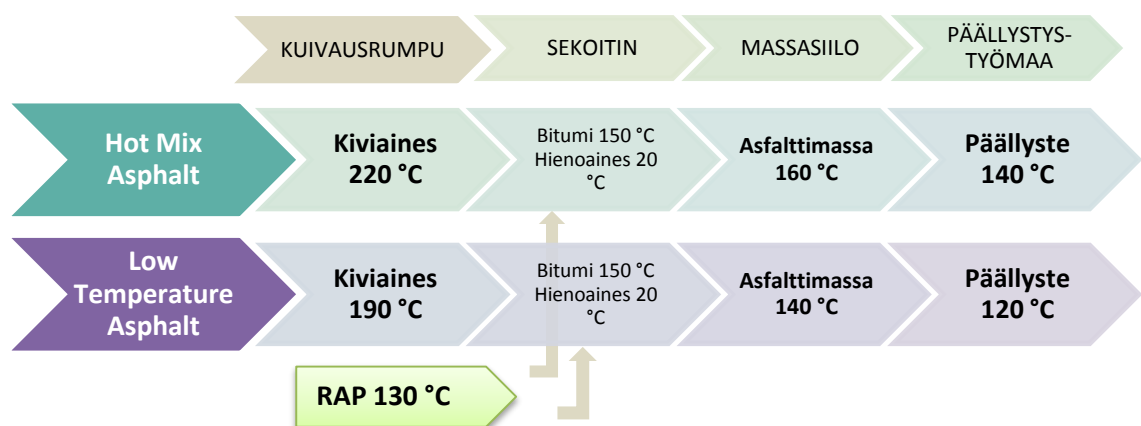 KUIVAUSRUMPU
SEKOITIN
MASSASIILO
PÄÄLLYSTYS-
TYÖMAA
Hot Mix
Asphalt
Kiviaines
220 °C
Bitumi 150 °C
Hienoaines 20
°C
Asfalttimassa
160 °C
Päällyste
140 °C
Low
Temperature
Asphalt
Kiviaines
190 °C
Bitumi 150 °C
Hienoaines 20
°C
Asfalttimassa
140 °C
Päällyste
120 °C
RAP 130 °C